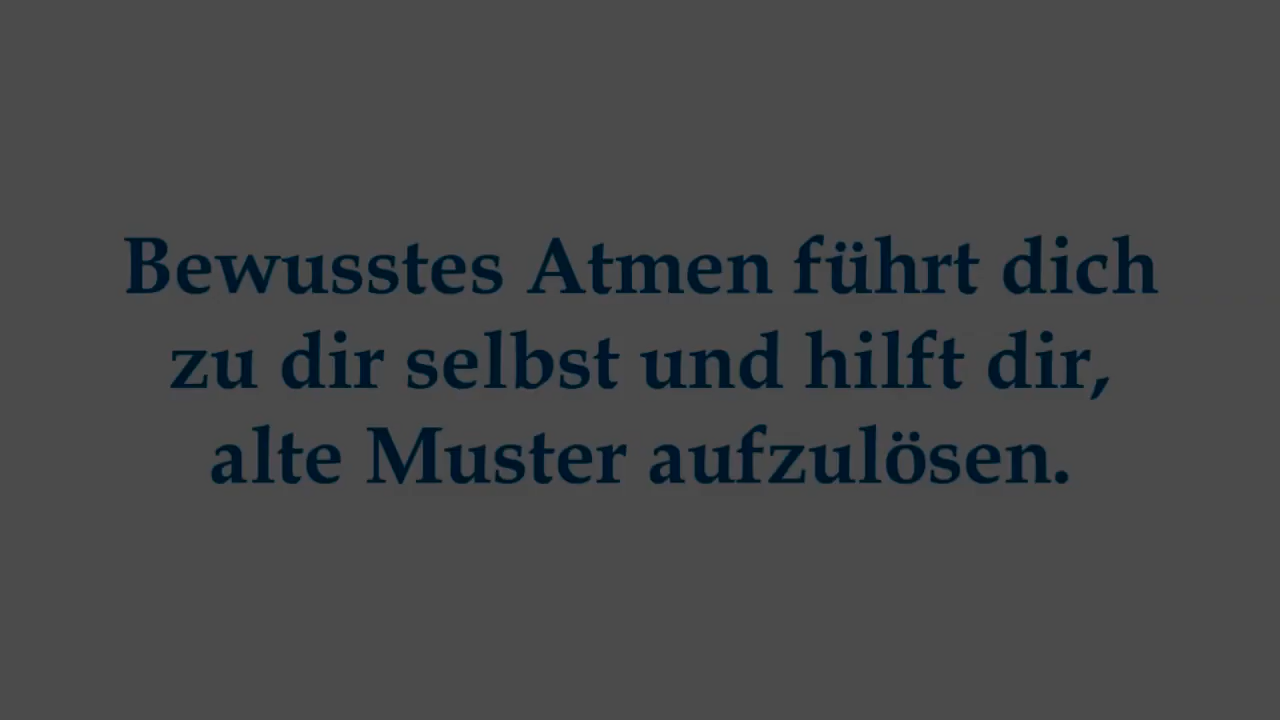 Bewusstes Atmen führt dich
zu dir selbst und hilft dir,
alte Muster aufzulösen.